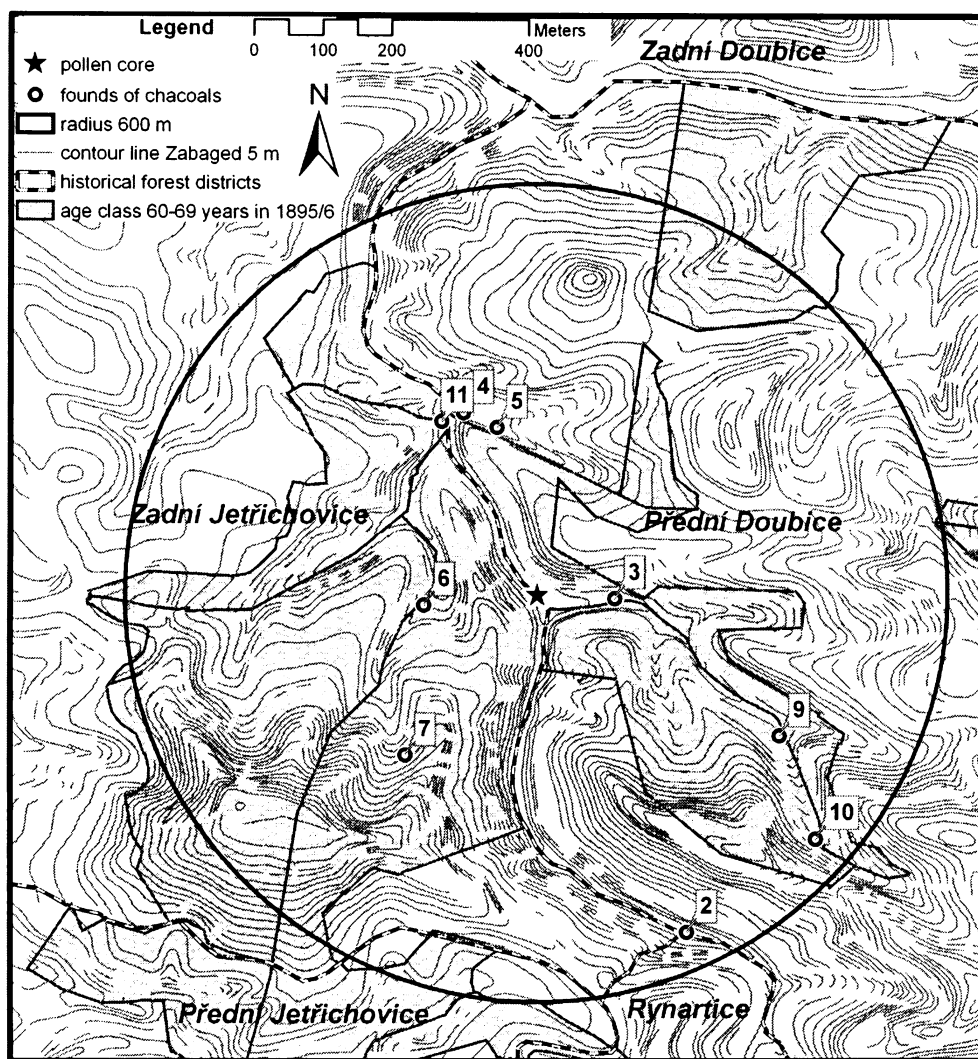 Legend
0 100 200 400 Meters
pollen core
founds of chacoals
radius 600 m
contour line Zabaged 5 m
historical forest districts
age class 60-69 years in 1895/6
N
Zadní Doubice
11 4 5
Zadní Jetřichovice
Přední Doubice
6
3
7
9
10
2
Přední Jetřichovice
Rynartice